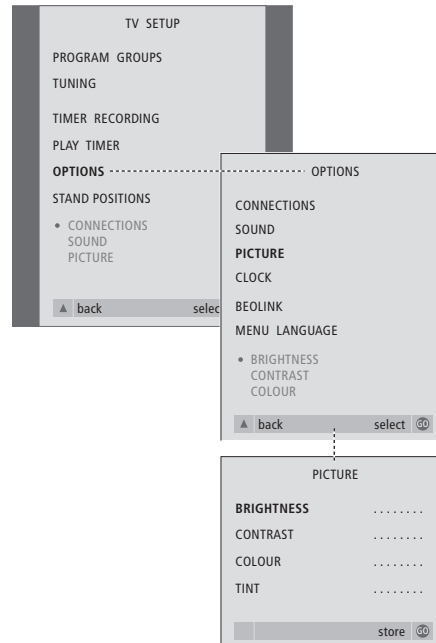 TV SETUP
PROGRAM GROUPS
TUNING
TIMER RECORDING
PLAY TIMER
OPTIONS
STAND POSITIONS
• CONNECTIONS
SOUND
PICTURE
▲ back selec
OPTIONS
CONNECTIONS
SOUND
PICTURE
CLOCK
BEOLINK
MENU LANGUAGE
• BRIGHTNESS
CONTRAST
COLOUR
▲ back select GO
PICTURE
BRIGHTNESS ........
CONTRAST ........
COLOUR ........
TINT ........
store GO